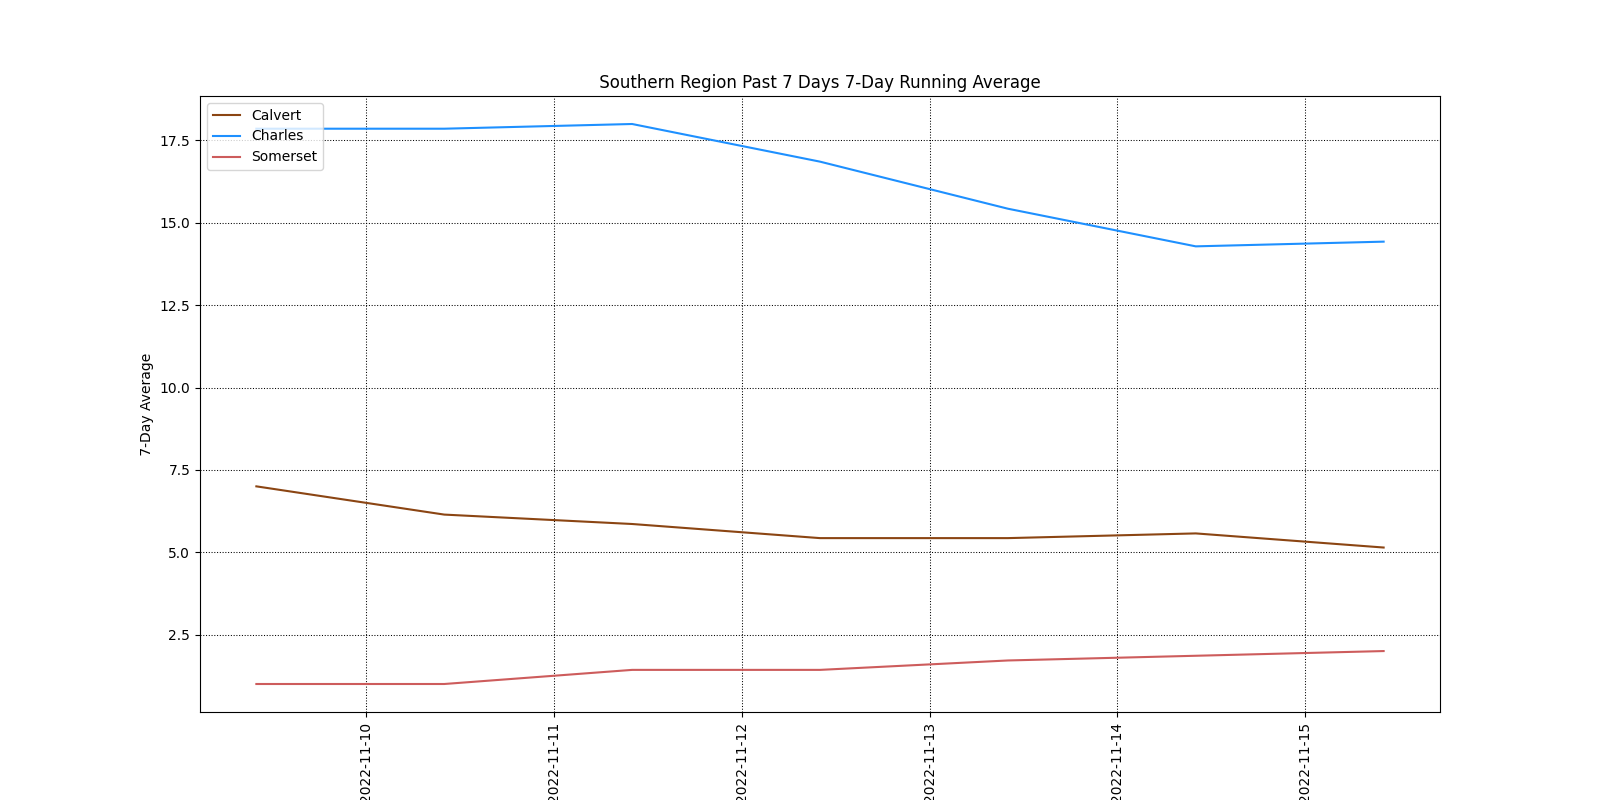 Southern Region Past 7 Days 7-Day Running Average
Calvert
Charles
Somerset
17.5
15.0
12.5
10.0
7.5
5.0
2.5
7-Day Average
2022-11-10
2022-11-11
2022-11-12
2022-11-13
2022-11-14
2022-11-15